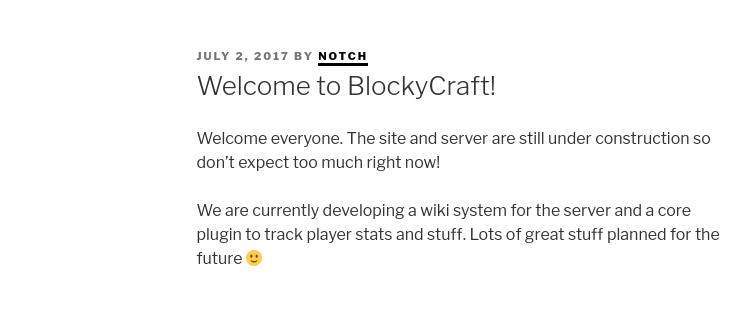 JULY 2, 2017 BY NOTCH
Welcome to BlockyCraft!
Welcome everyone. The site and server are still under construction so
don’t expect too much right now!
We are currently developing a wiki system for the server and a core
plugin to track player stats and stuff. Lots of great stuff planned for the
future 🙂